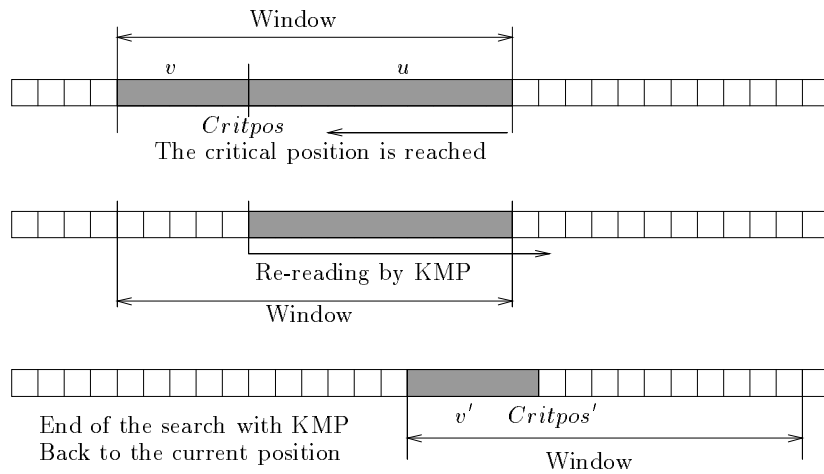 Window
v u
Critpos
The critical position is reached
Re-reading by KMP
Window
v' Critpos'
End of the search with KMP
Back to the current position
Window